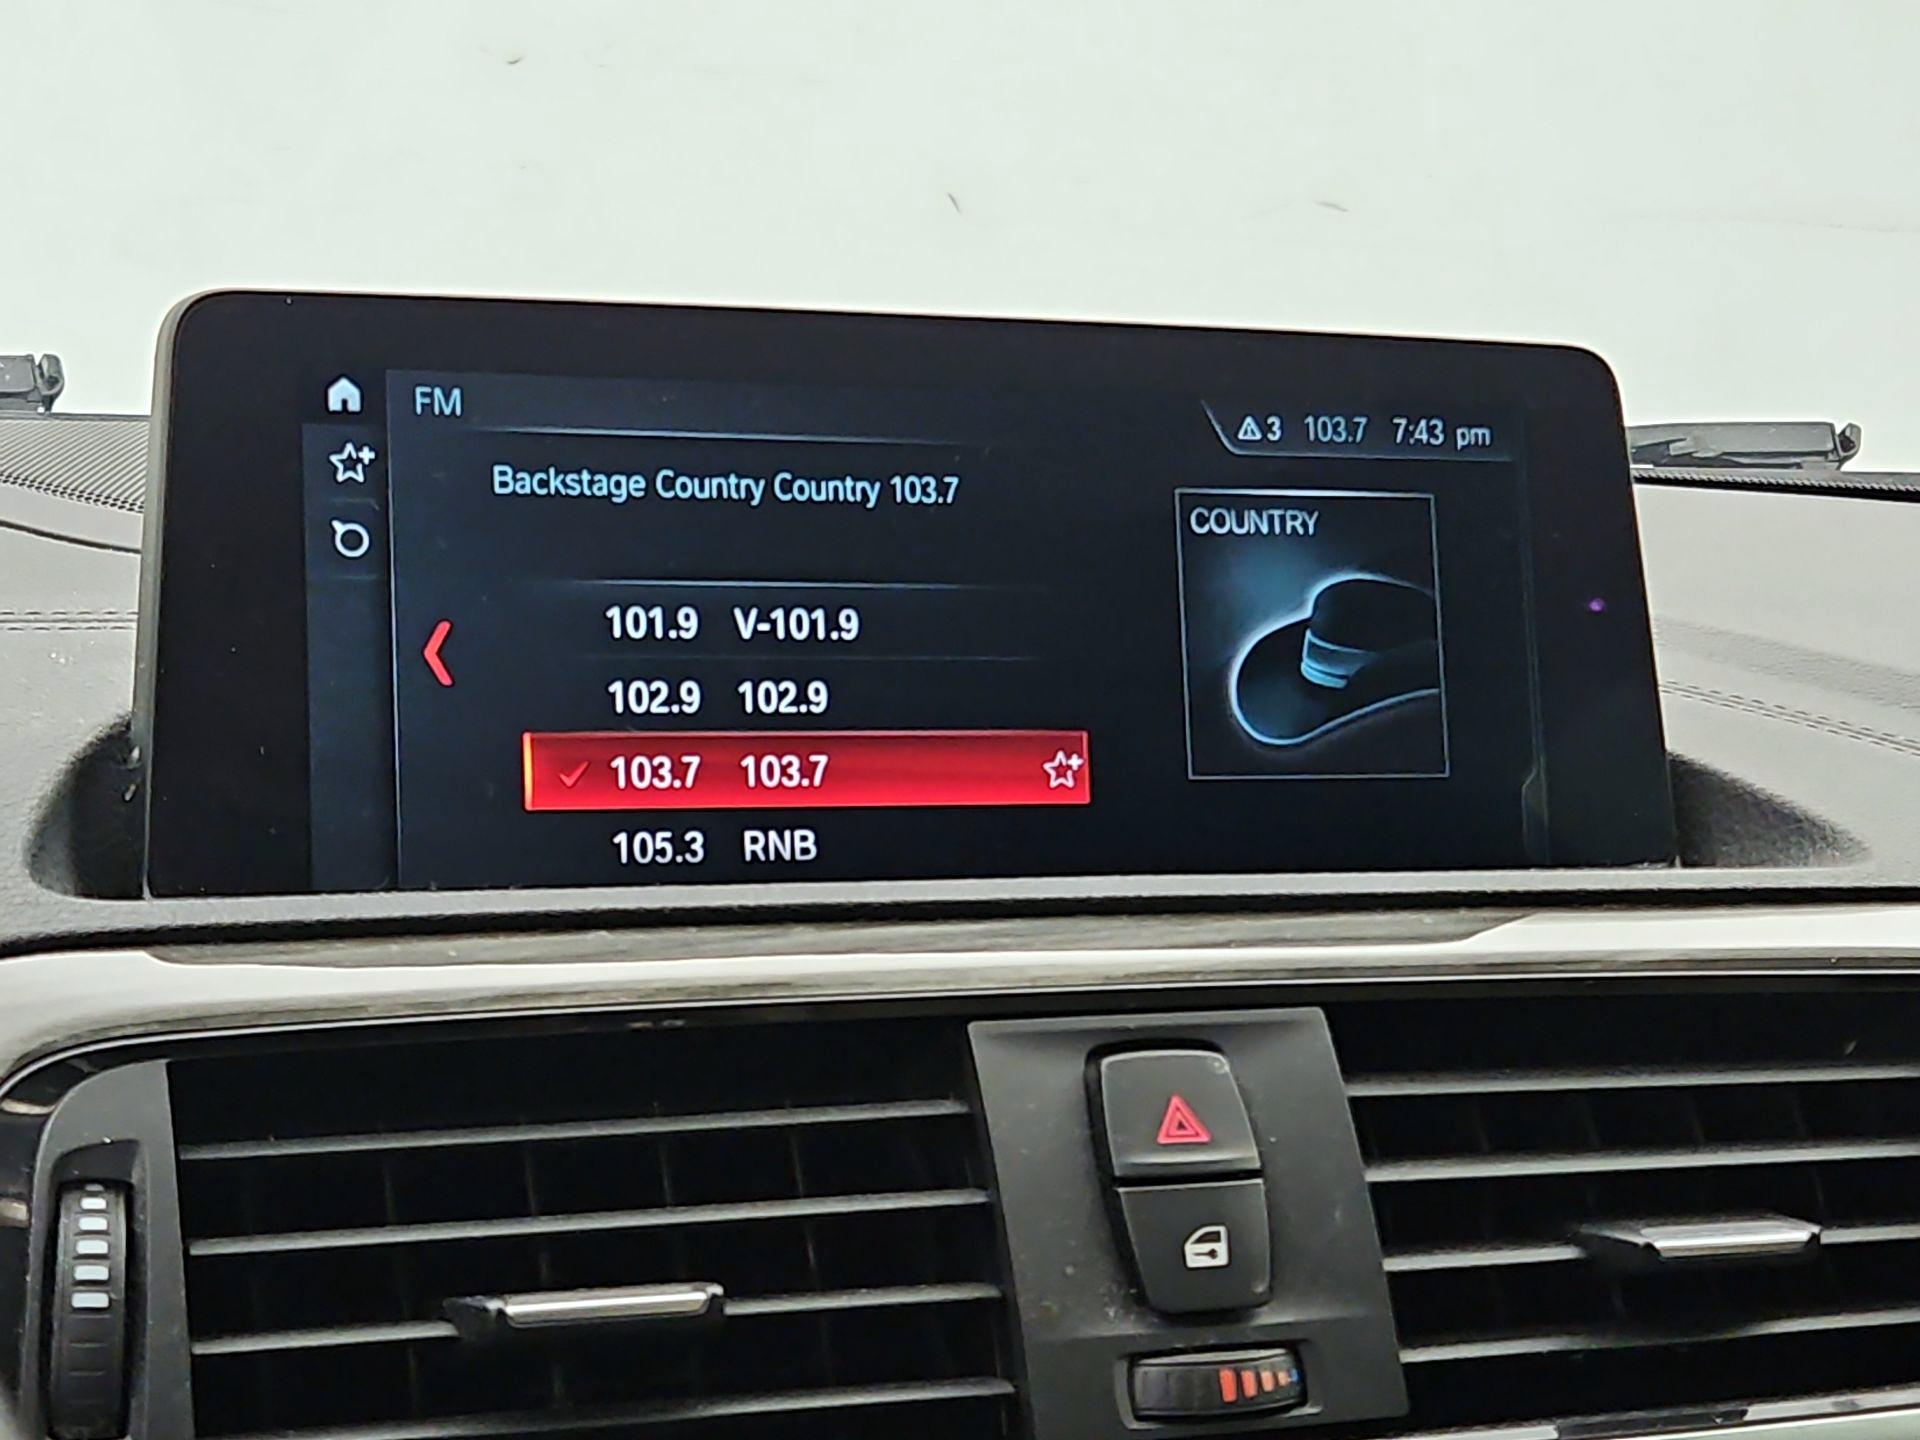 FM
3 103.7 7:43 pm
Backstage Country Country 103.7
COUNTRY
101.9 V-101.9
102.9 102.9
103.7 103.7
105.3 RNB